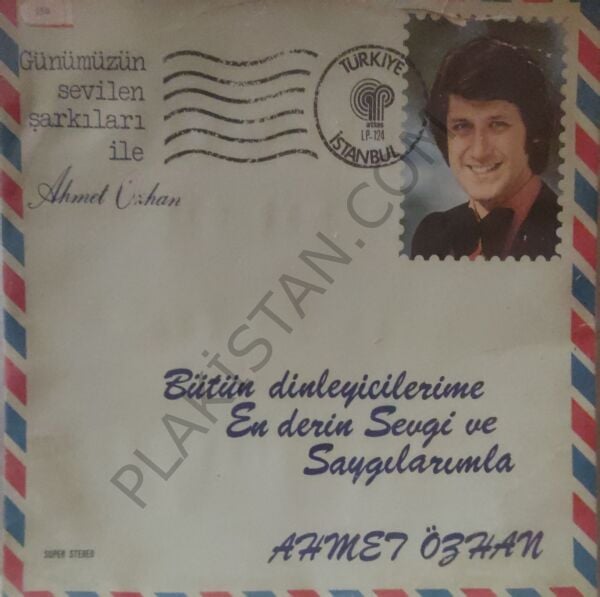 Günümüzün
sevilen
şarkıları
ile
Ahmet Özhan
TÜRKİYE
LP-124
İSTANBUL
Bütün dinleyicilerime
En derin Sevgi ve
Saygılarımla
AHMET ÖZHAN
SUPER STEREO
PLAKİSTAN.COM